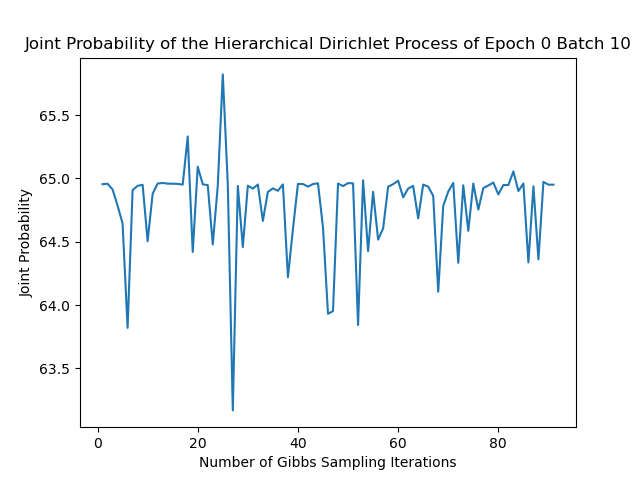 Joint Probability of the Hierarchical Dirichlet Process of Epoch 0 Batch 10
65.5
65.0
64.5
64.0
63.5
Joint Probability
0 20 40 60 80
Number of Gibbs Sampling Iterations